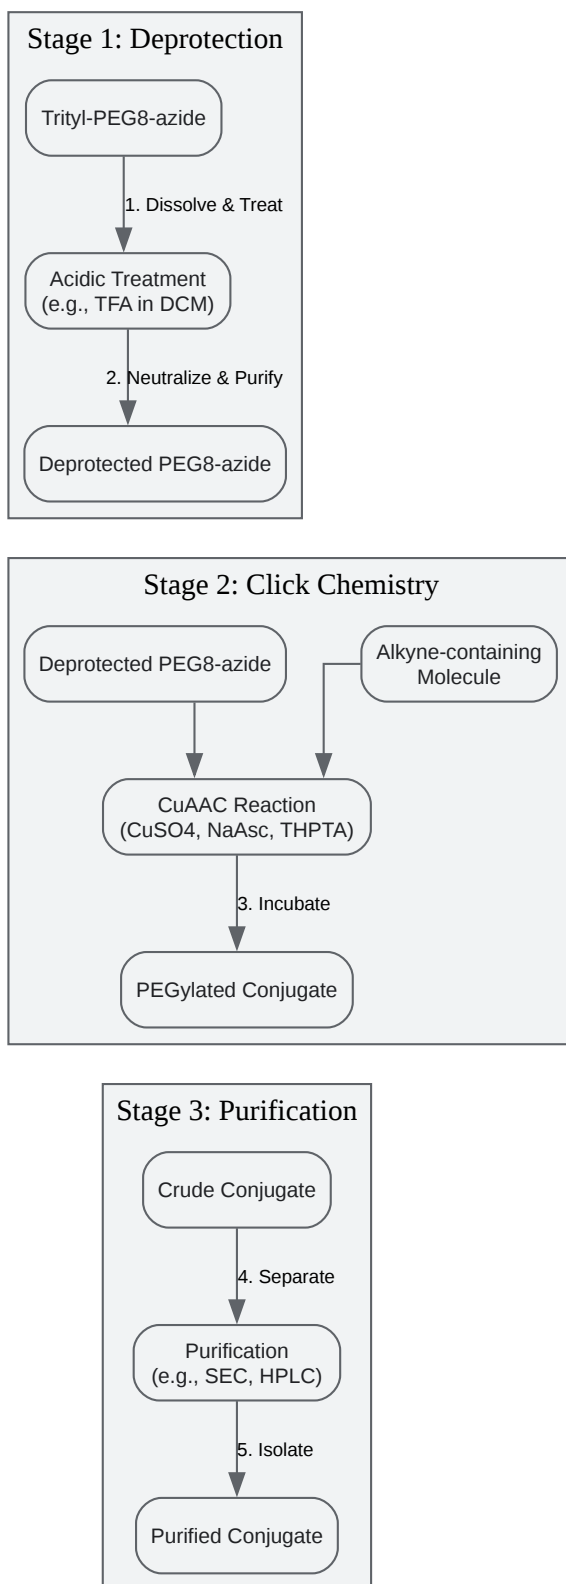 Stage 1: Deprotection
Trityl-PEG8-azide
1. Dissolve & Treat
Acidic Treatment
(e.g., TFA in DCM)
2. Neutralize & Purify
Deprotected PEG8-azide
Stage 2: Click Chemistry
Deprotected PEG8-azide
Alkyne-containing
Molecule
CuAAC Reaction
(CuSO4, NaAsc, THPTA)
3. Incubate
PEGylated Conjugate
Stage 3: Purification
Crude Conjugate
4. Separate
Purification
(e.g., SEC, HPLC)
5. Isolate
Purified Conjugate